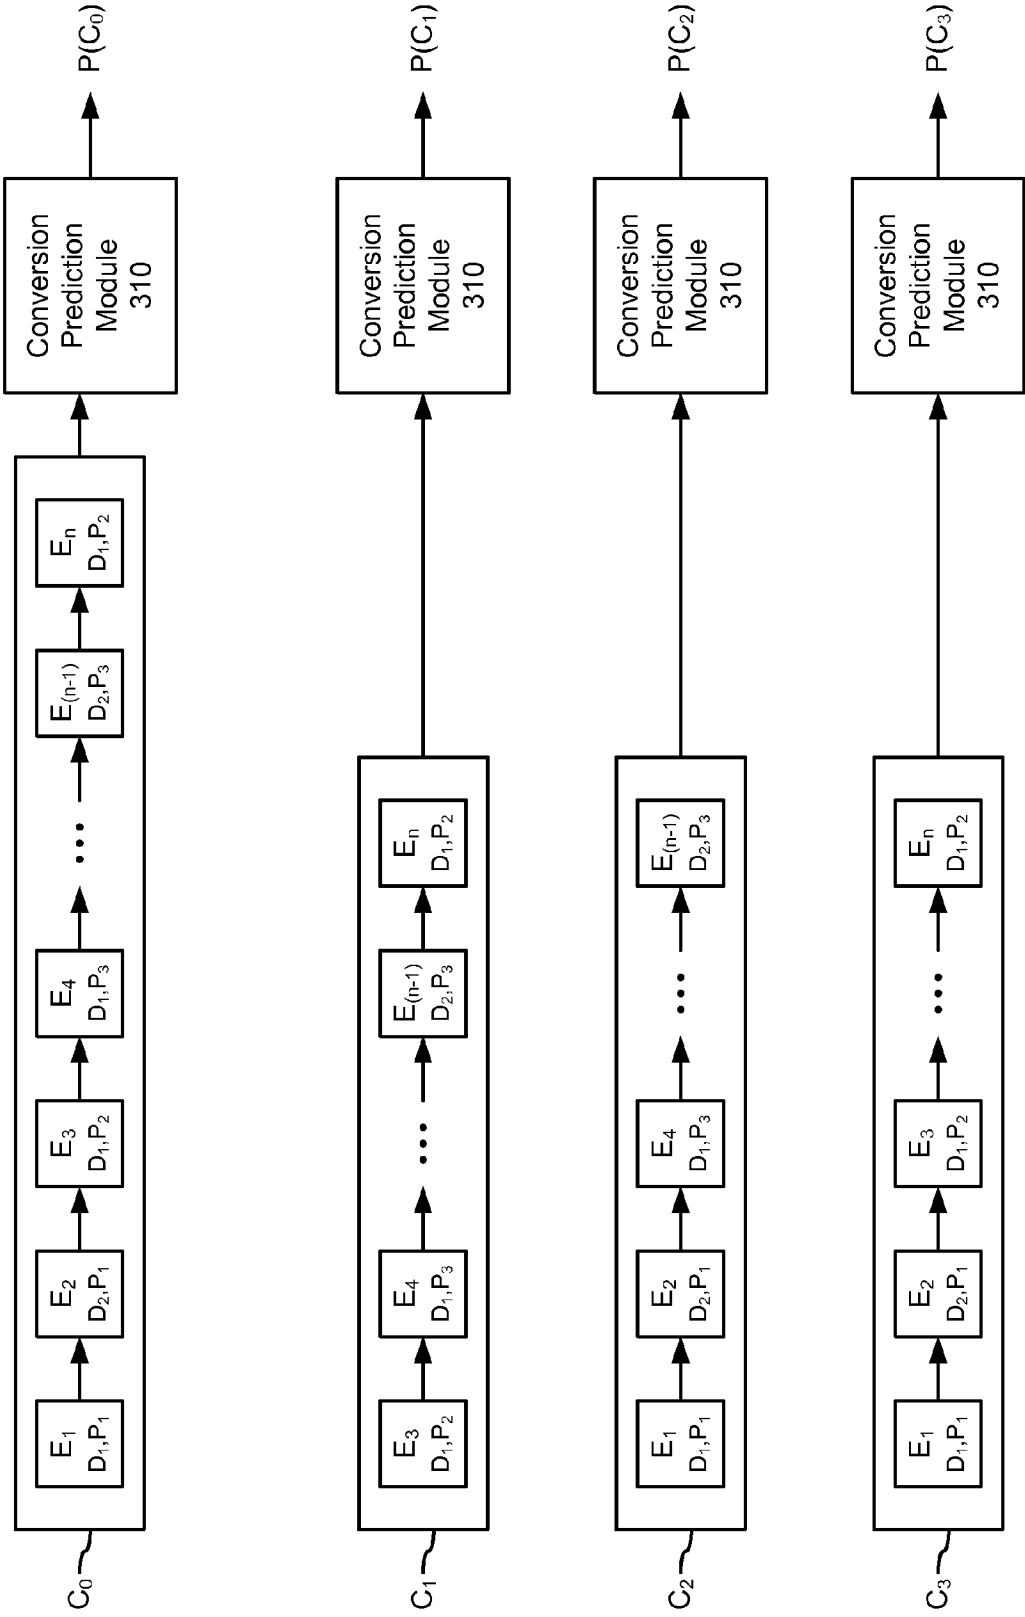 C₀
E₁
D₁,P₁
E₂
D₂,P₁
E₃
D₁,P₂
E₄
D₁,P₃
...
E₍ₙ₋₁₎
D₂,P₃
Eₙ
D₁,P₂
Conversion
Prediction
Module
310
P(C₀)
C₁
E₃
D₁,P₂
E₄
D₁,P₃
...
E₍ₙ₋₁₎
D₂,P₃
Eₙ
D₁,P₂
Conversion
Prediction
Module
310
P(C₁)
C₂
E₁
D₁,P₁
E₂
D₂,P₁
E₄
D₁,P₃
...
E₍ₙ₋₁₎
D₂,P₃
Conversion
Prediction
Module
310
P(C₂)
C₃
E₁
D₁,P₁
E₂
D₂,P₁
E₃
D₁,P₂
...
Eₙ
D₁,P₂
Conversion
Prediction
Module
310
P(C₃)